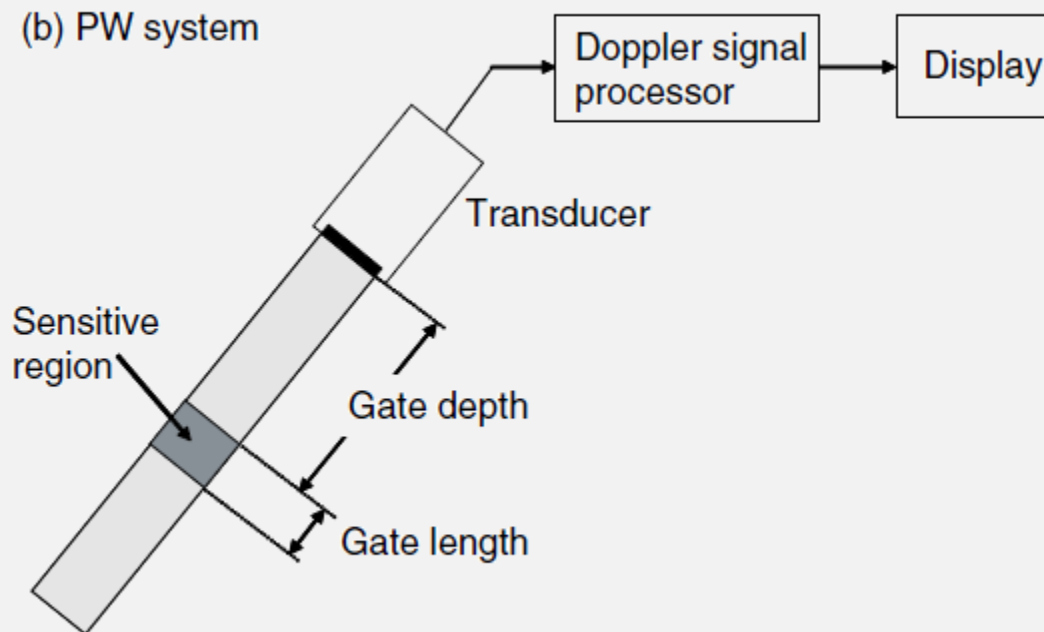 (b) PW system
Doppler signal
processor
Display
Transducer
Sensitive
region
Gate depth
Gate length